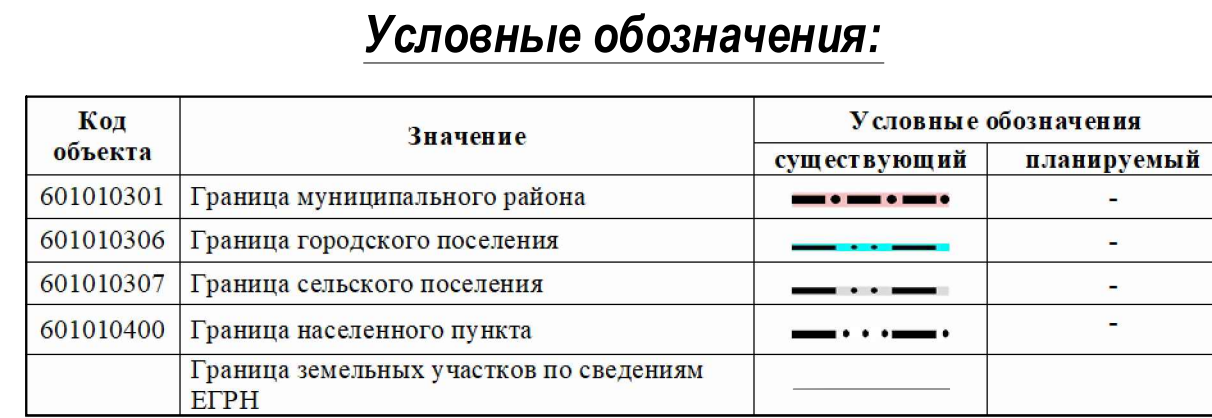 Условные обозначения:
Код объекта Значение Условные обозначения
существующий планируемый
601010301 Граница муниципального района -
601010306 Граница городского поселения -
601010307 Граница сельского поселения -
601010400 Граница населенного пункта -
Граница земельных участков по сведениям
ЕГРН